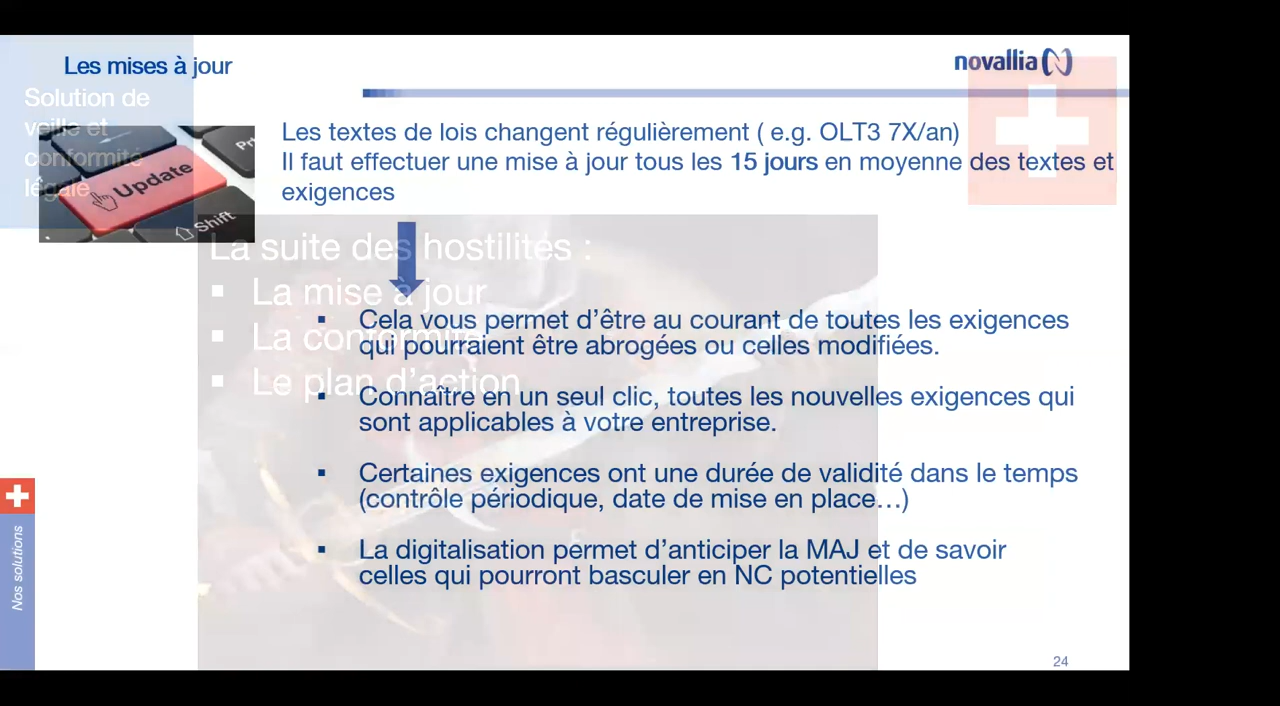 Les mises à jour
novallia
Solution de
veille et
conformité
légale
Update
Shift
Les textes de lois changent régulièrement ( e.g. OLT3 7X/an)
Il faut effectuer une mise à jour tous les 15 jours en moyenne des textes et
exigences
La suite des hostilités :
▪ La mise à jour
▪ La conformité
▪ Le plan d'action
▪ Cela vous permet d'être au courant de toutes les exigences
qui pourraient être abrogées ou celles modifiées.
▪ Connaître en un seul clic, toutes les nouvelles exigences qui
sont applicables à votre entreprise.
▪ Certaines exigences ont une durée de validité dans le temps
(contrôle périodique, date de mise en place…)
▪ La digitalisation permet d'anticiper la MAJ et de savoir
celles qui pourront basculer en NC potentielles
Nos solutions
24